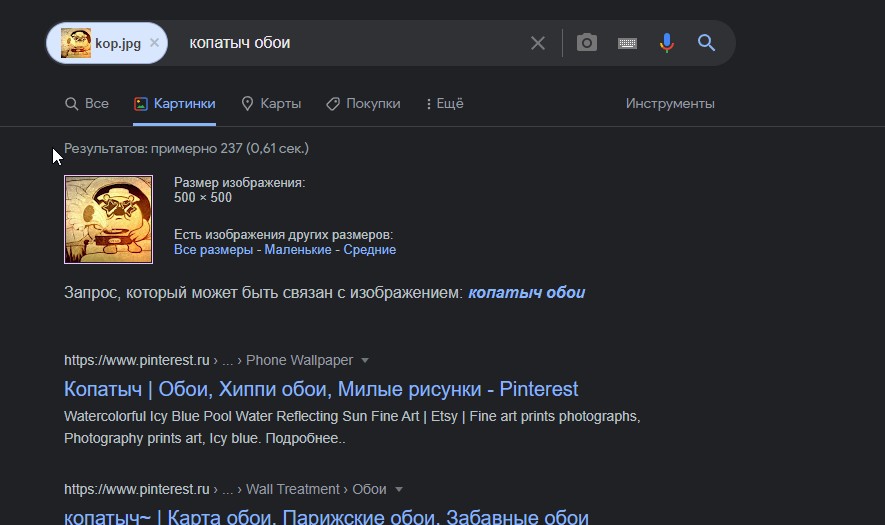 kop.jpg × копатыч обои
Все Картинки Карты Покупки Ещё Инструменты
Результатов: примерно 237 (0,61 сек.)
Размер изображения:
500 × 500
Есть изображения других размеров:
Все размеры - Маленькие - Средние
Запрос, который может быть связан с изображением: копатыч обои
https://www.pinterest.ru › ... › Phone Wallpaper
Копатыч | Обои, Хиппи обои, Милые рисунки - Pinterest
Watercolorful Icy Blue Pool Water Reflecting Sun Fine Art | Etsy | Fine art prints photographs,
Photography prints art, Icy blue. Подробнее..
https://www.pinterest.ru › ... › Wall Treatment › Обои
копатыч~ | Карта обои, Парижские обои, Забавные обои